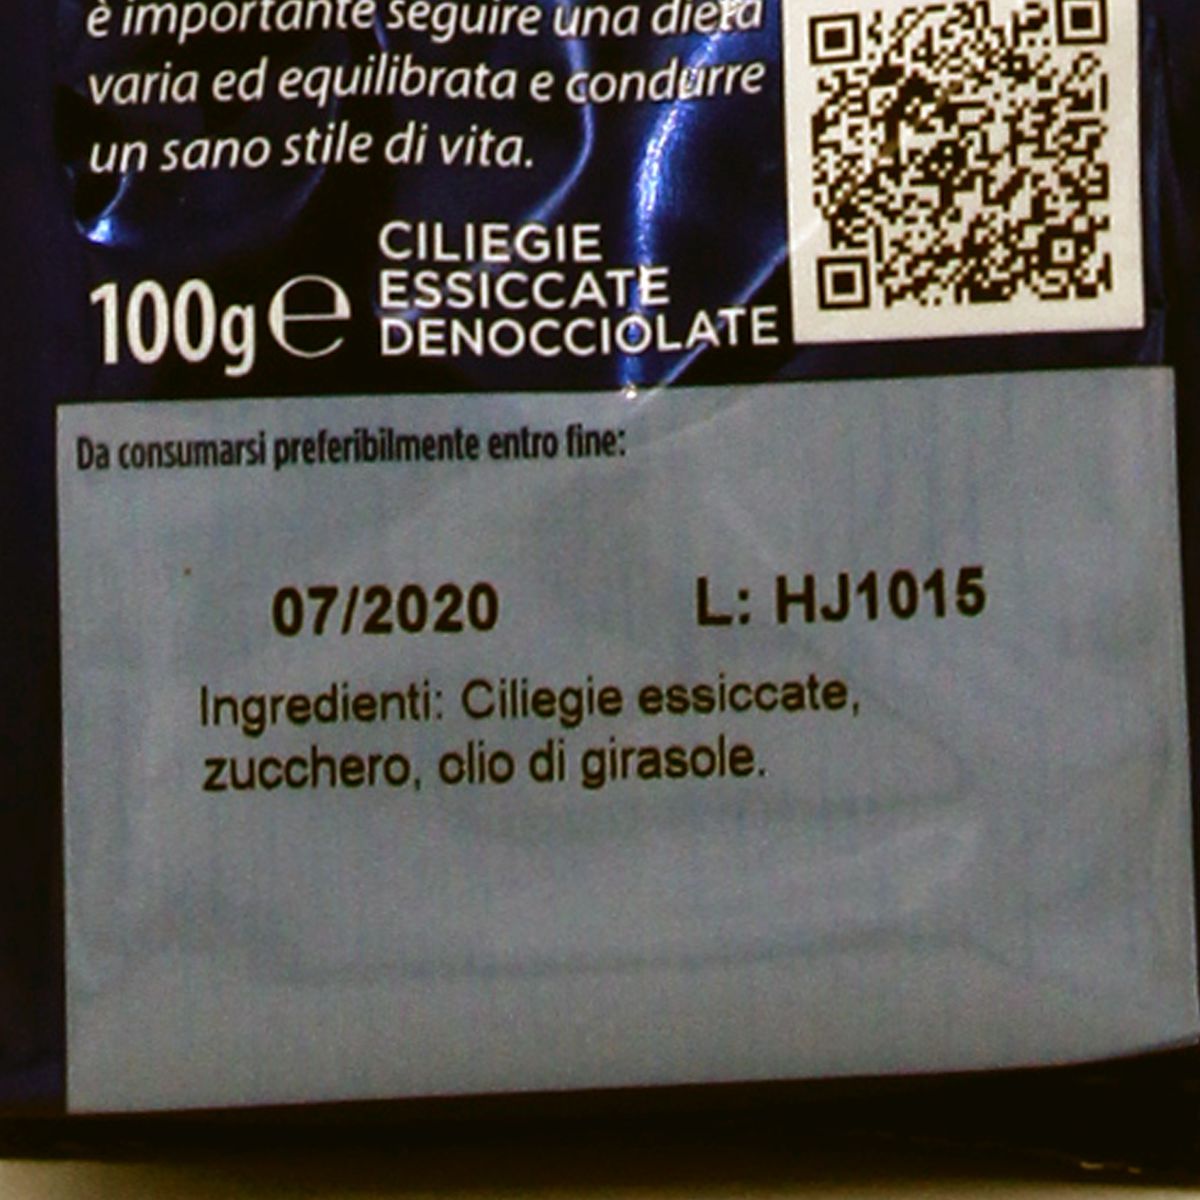 è importante seguire una dieta
varia ed equilibrata e condurre
un sano stile di vita.
100g e
CILIEGIE
ESSICCATE
DENOCCIOLATE
Da consumarsi preferibilmente entro fine:
07/2020 L: HJ1015
Ingredienti: Ciliegie essiccate,
zucchero, olio di girasole.